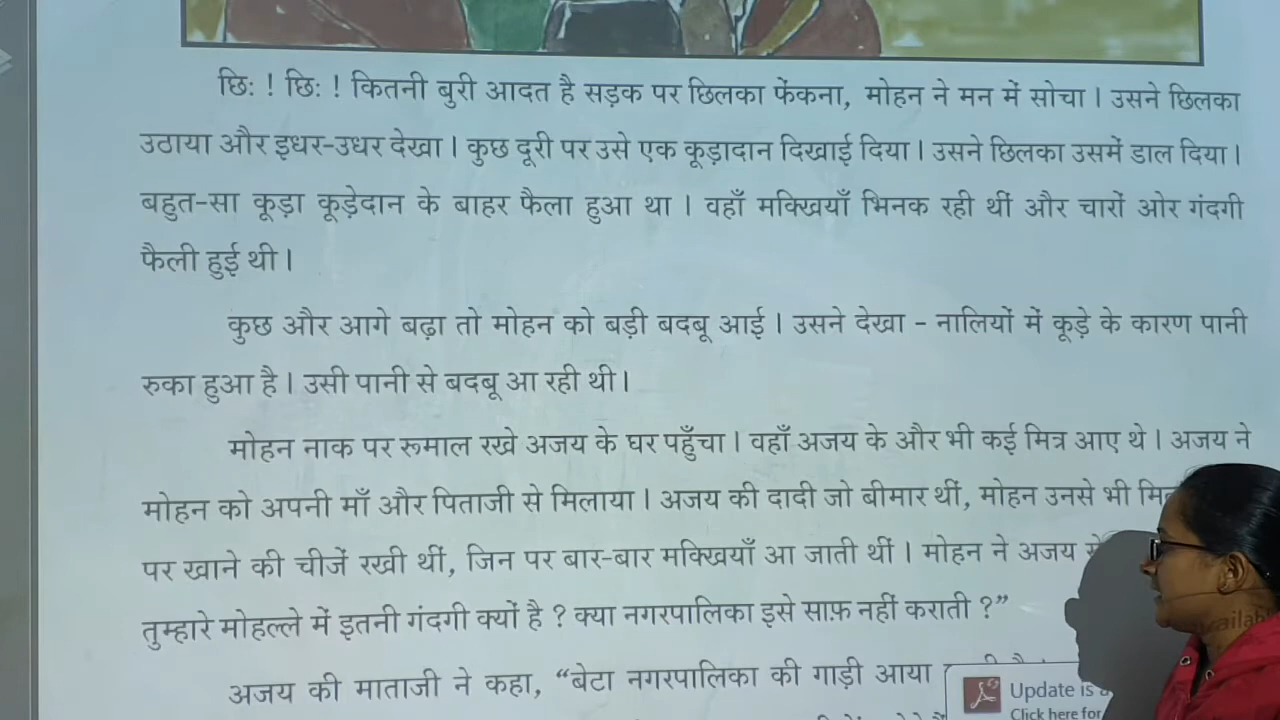 छिः ! छिः ! कितनी बुरी आदत है सड़क पर छिलका फेंकना, मोहन ने मन में सोचा । उसने छिलका
उठाया और इधर-उधर देखा । कुछ दूरी पर उसे एक कूड़ादान दिखाई दिया । उसने छिलका उसमें डाल दिया ।
बहुत-सा कूड़ा कूड़ेदान के बाहर फैला हुआ था । वहाँ मक्खियाँ भिनक रही थीं और चारों ओर गंदगी
फैली हुई थी ।
कुछ और आगे बढ़ा तो मोहन को बड़ी बदबू आई । उसने देखा - नालियों में कूड़े के कारण पानी
रुका हुआ है । उसी पानी से बदबू आ रही थी ।
मोहन नाक पर रूमाल रखे अजय के घर पहुँचा । वहाँ अजय के और भी कई मित्र आए थे । अजय ने
मोहन को अपनी माँ और पिताजी से मिलाया । अजय की दादी जो बीमार थीं, मोहन उनसे भी
पर खाने की चीजें रखी थीं, जिन पर बार-बार मक्खियाँ आ जाती थीं । मोहन ने अजय
तुम्हारे मोहल्ले में इतनी गंदगी क्यों है ? क्या नगरपालिका इसे साफ़ नहीं कराती ?”
अजय की माताजी ने कहा, “बेटा नगरपालिका की गाड़ी आया
Update is
Click here for